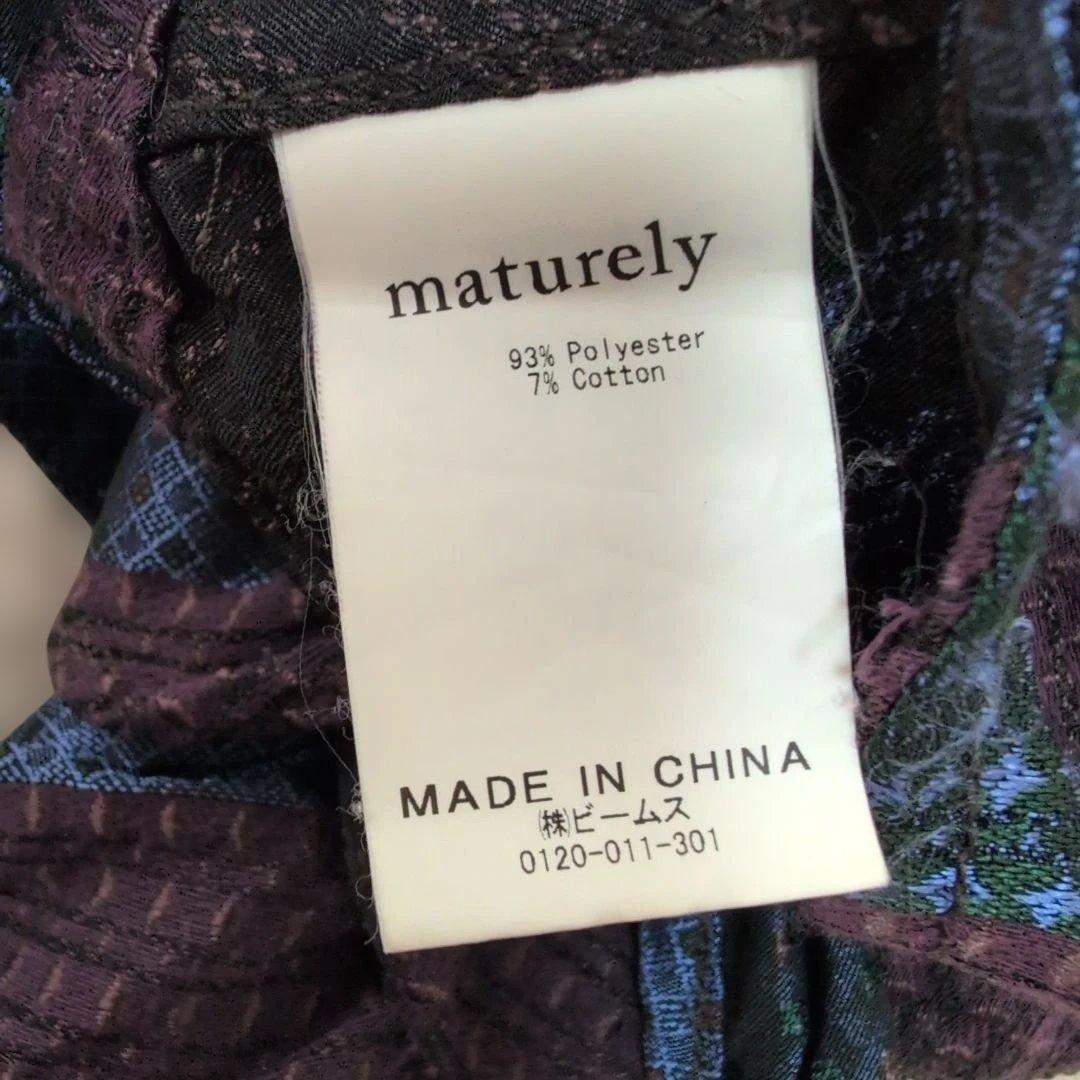 maturely
93% Polyester
7% Cotton
MADE IN CHINA
㈱ビームス
0120-011-301